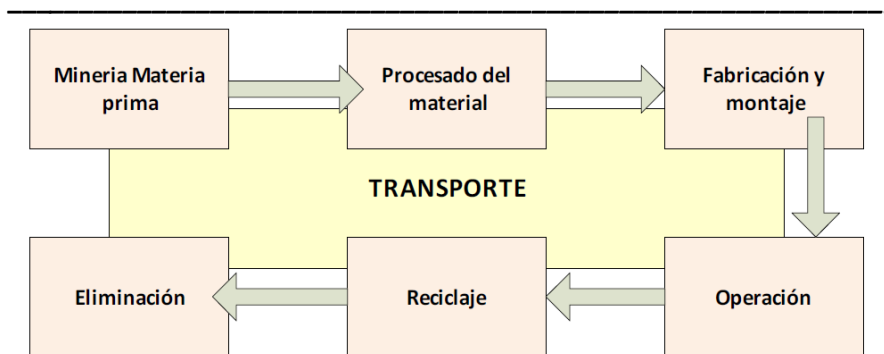 Mineria Materia
prima
Procesado del
material
Fabricación y
montaje
TRANSPORTE
Eliminación
Reciclaje
Operación